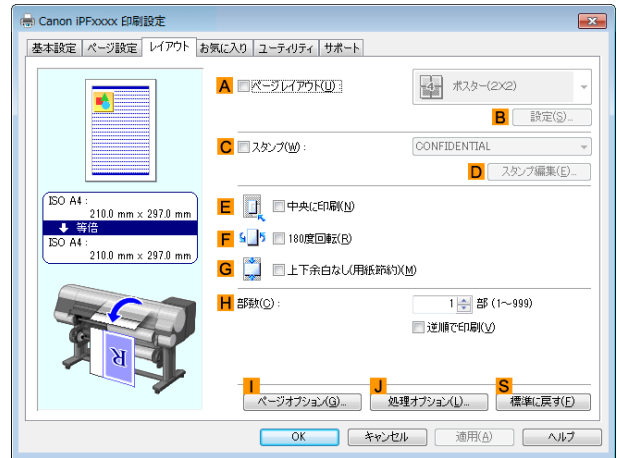 Canon iPFxxxx 印刷設定
基本設定 ページ設定 レイアウト お気に入り ユーティリティ サポート
A ページレイアウト(U) : 4 ポスター(2X2)
B 設定(S)...
C スタンプ(W) : CONFIDENTIAL
D スタンプ編集(E)...
ISO A4 :
210.0 mm x 297.0 mm
等倍
ISO A4 :
210.0 mm x 297.0 mm
E 中央に印刷(N)
F 180度回転(R)
G 上下余白なし(用紙節約)(M)
H 部数(C) : 1 部 (1～999)
逆順で印刷(V)
R
I ページオプション(G)...
J 処理オプション(L)...
S 標準に戻す(F)
OK キャンセル 適用(A) ヘルプ